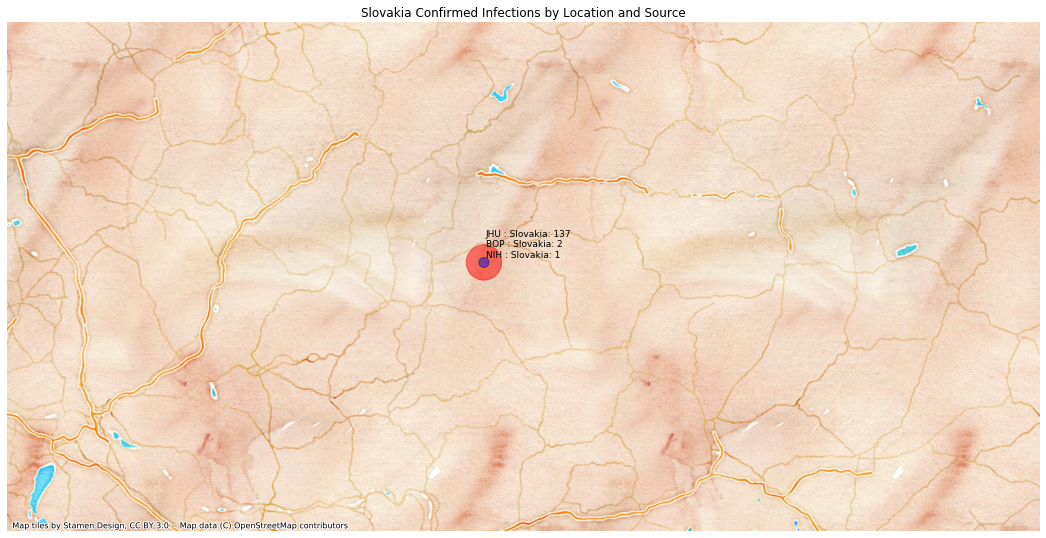 Slovakia Confirmed Infections by Location and Source
JHU : Slovakia: 137
BOP : Slovakia: 2
NIH : Slovakia: 1
Map tiles by Stamen Design, CC BY 3.0 -- Map data (C) OpenStreetMap contributors